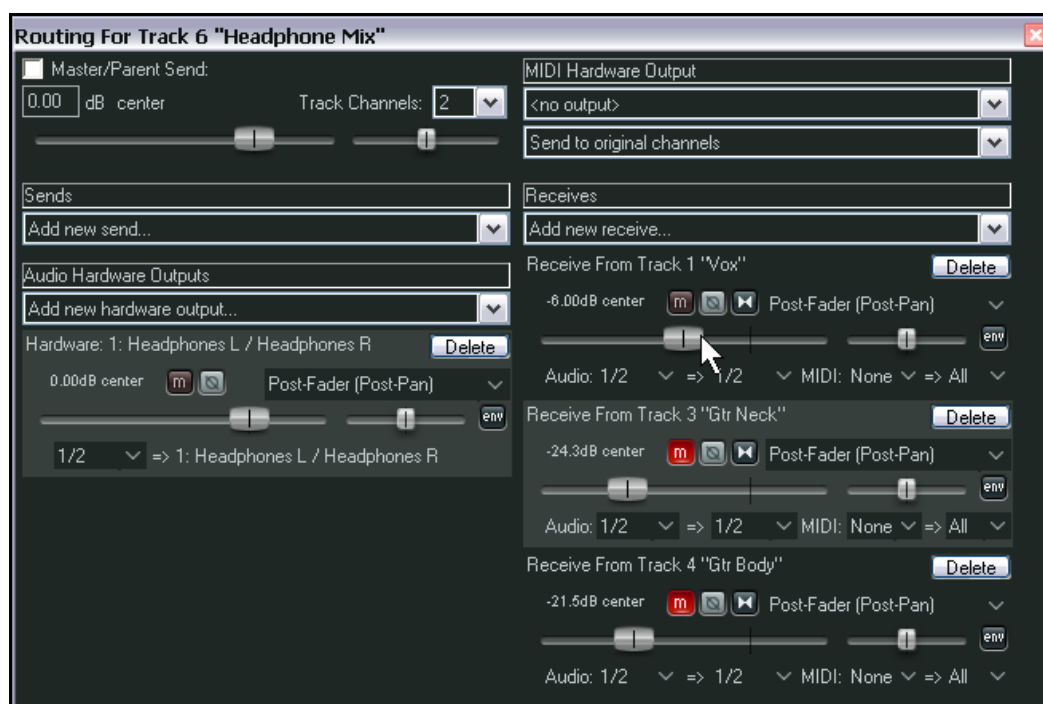 Routing For Track 6 "Headphone Mix"
Master/Parent Send:
0.00 dB center Track Channels: 2
MIDI Hardware Output
<no output>
Send to original channels
Sends
Add new send...
Audio Hardware Outputs
Add new hardware output...
Hardware: 1: Headphones L / Headphones R Delete
0.00dB center m Post-Fader (Post-Pan)
env
1/2 => 1: Headphones L / Headphones R
Receives
Add new receive...
Receive From Track 1 "Vox" Delete
-6.00dB center m Post-Fader (Post-Pan)
env
Audio: 1/2 => 1/2 MIDI: None => All
Receive From Track 3 "Gtr Neck" Delete
-24.3dB center m Post-Fader (Post-Pan)
env
Audio: 1/2 => 1/2 MIDI: None => All
Receive From Track 4 "Gtr Body" Delete
-21.5dB center m Post-Fader (Post-Pan)
env
Audio: 1/2 => 1/2 MIDI: None => All